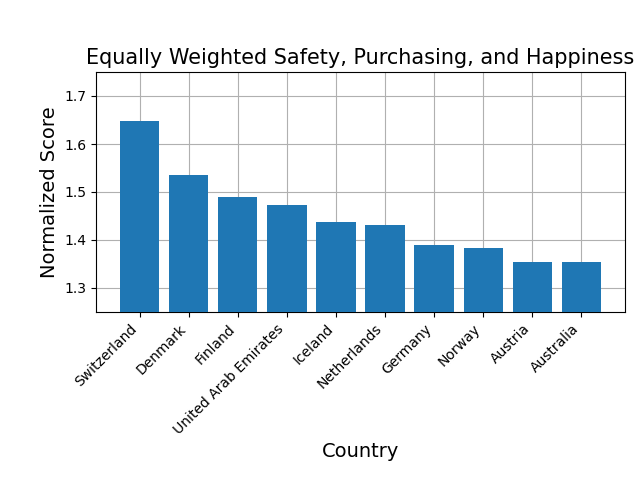 Equally Weighted Safety, Purchasing, and Happiness
1.7
1.6
1.5
1.4
1.3
Normalized Score
Switzerland
Denmark
Finland
United Arab Emirates
Iceland
Netherlands
Germany
Norway
Austria
Australia
Country